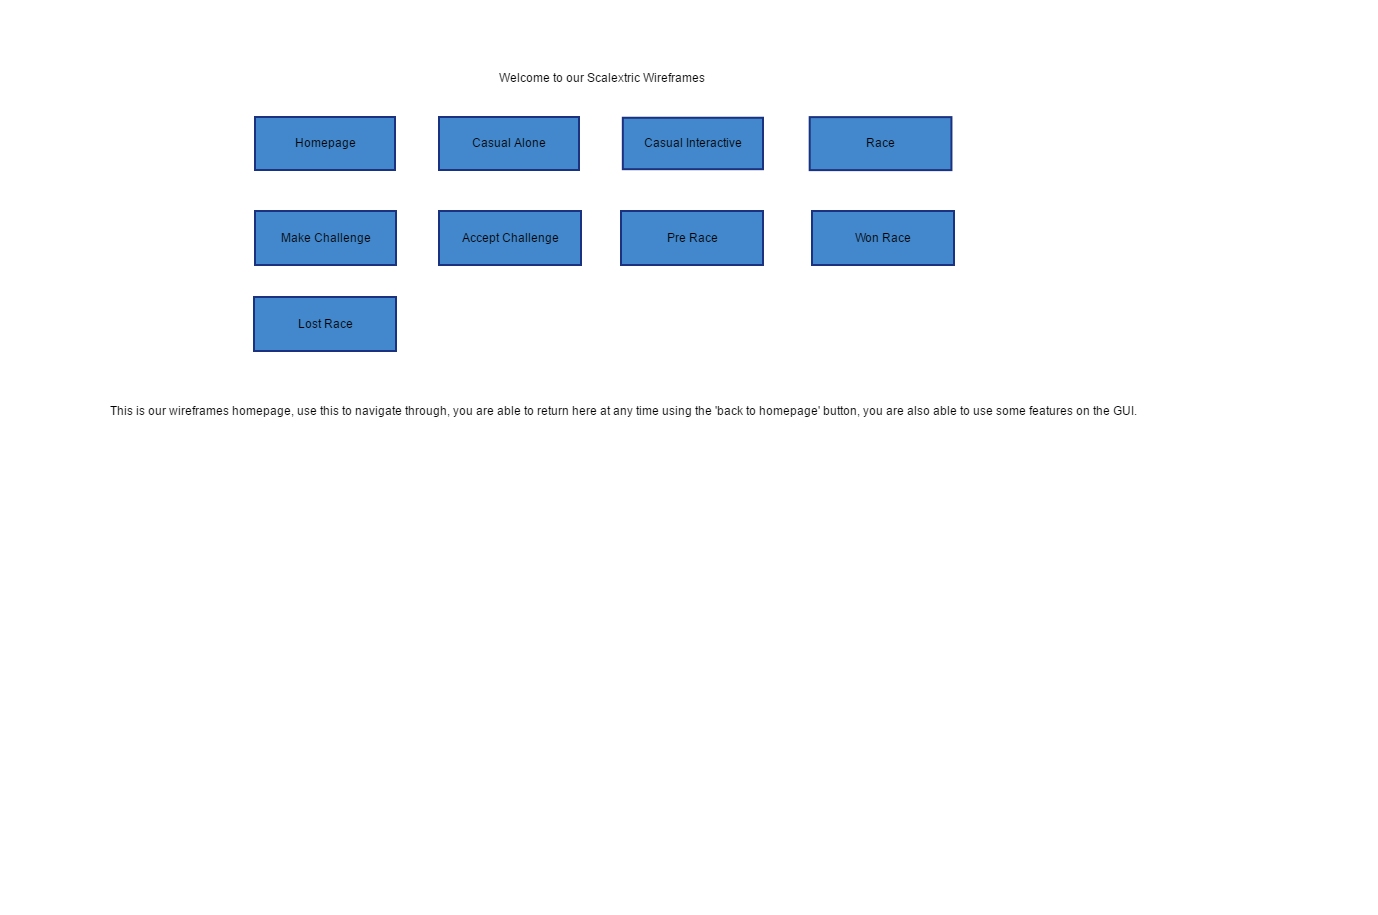 Welcome to our Scalextric Wireframes
Homepage
Casual Alone
Casual Interactive
Race
Make Challenge
Accept Challenge
Pre Race
Won Race
Lost Race
This is our wireframes homepage, use this to navigate through, you are able to return here at any time using the 'back to homepage' button, you are also able to use some features on the GUI.